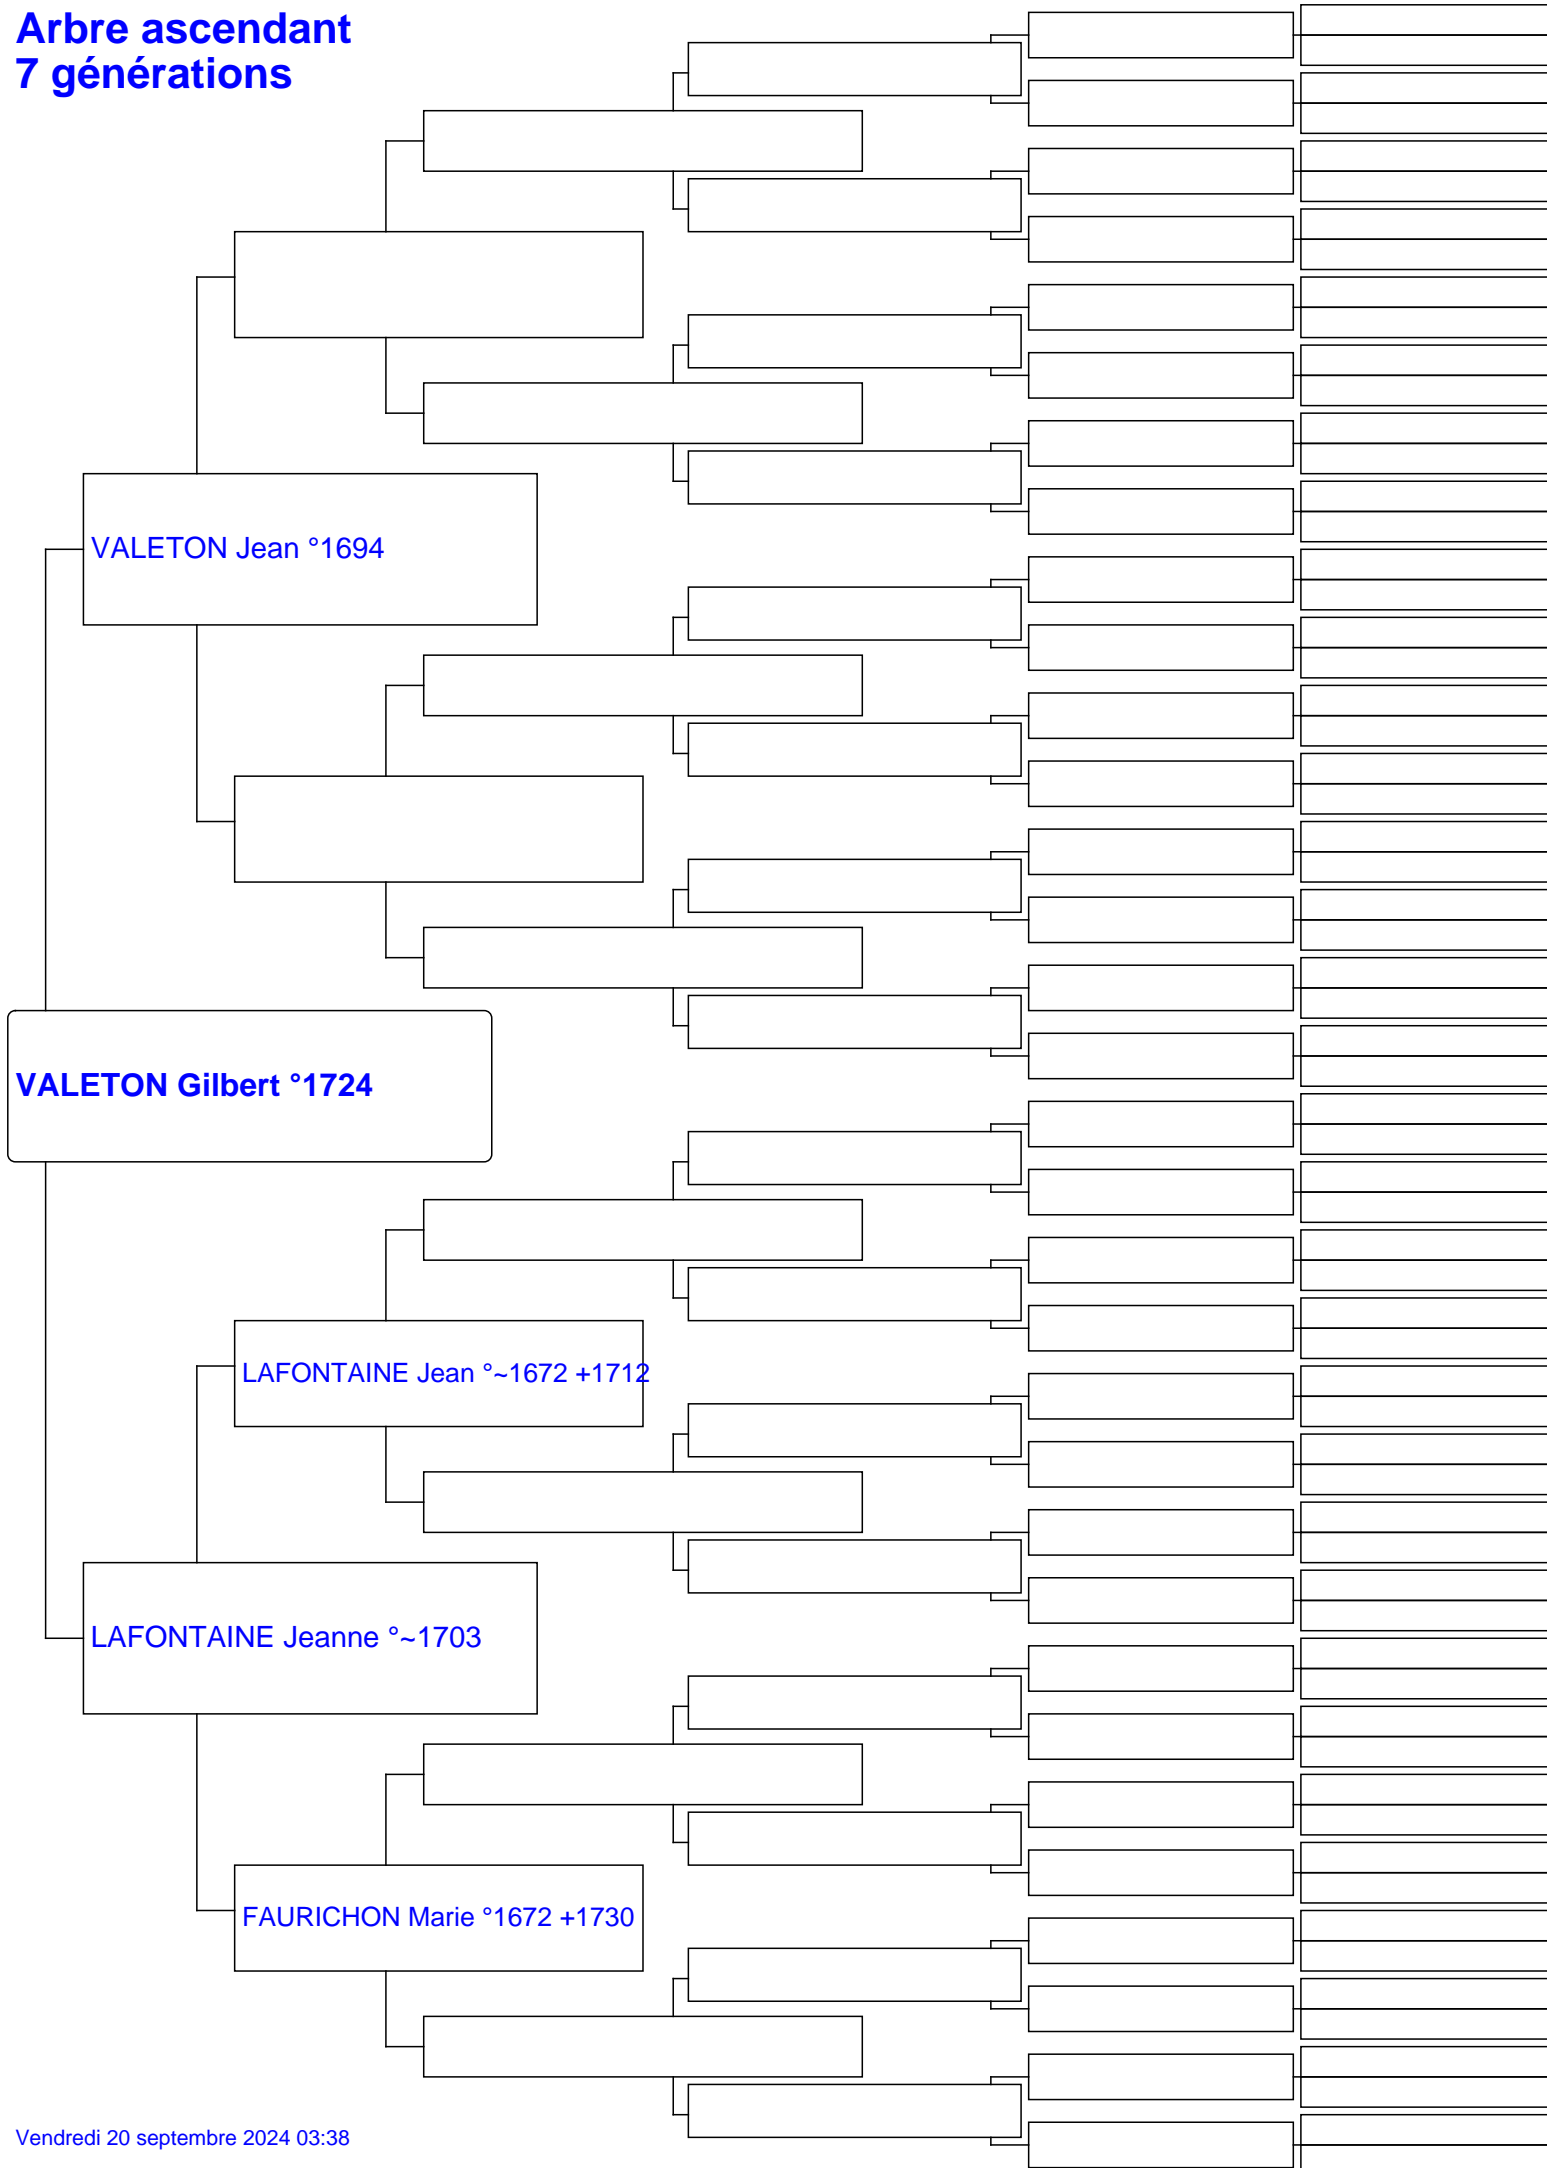 Arbre ascendant
7 générations
VALETON Jean °1694
VALETON Gilbert °1724
LAFONTAINE Jean °~1672 +1712
LAFONTAINE Jeanne °~1703
FAURICHON Marie °1672 +1730
Vendredi 20 septembre 2024 03:38